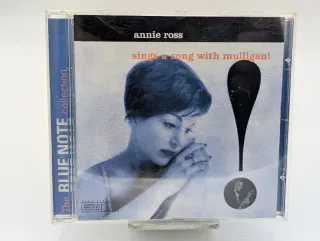 annie ross
sings a song with mulligan!
The BLUE NOTE collection